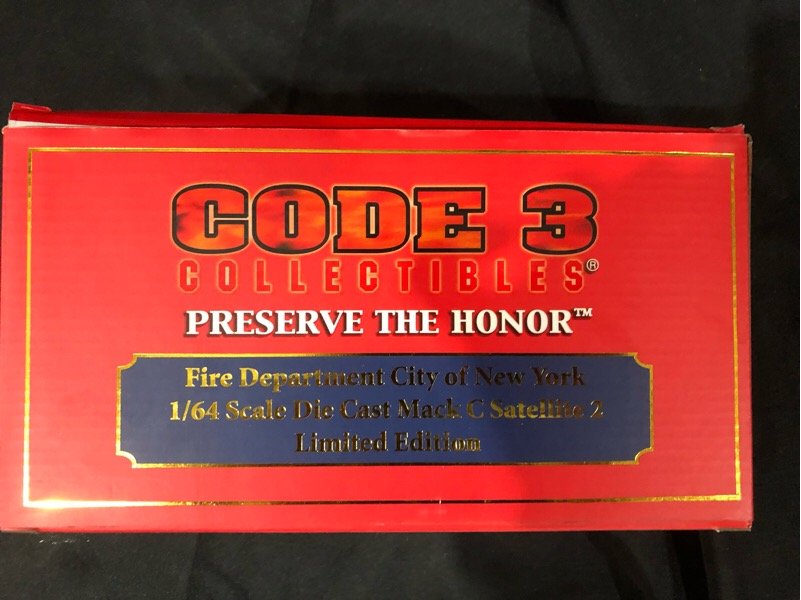 CODE 3
COLLECTIBLES®
PRESERVE THE HONOR™
Fire Department City of New York
1/64 Scale Die Cast Mack C Satellite 2
Limited Edition